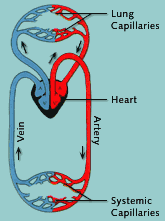 Lung
Capillaries
Heart
Vein
Artery
Systemic
Capillaries